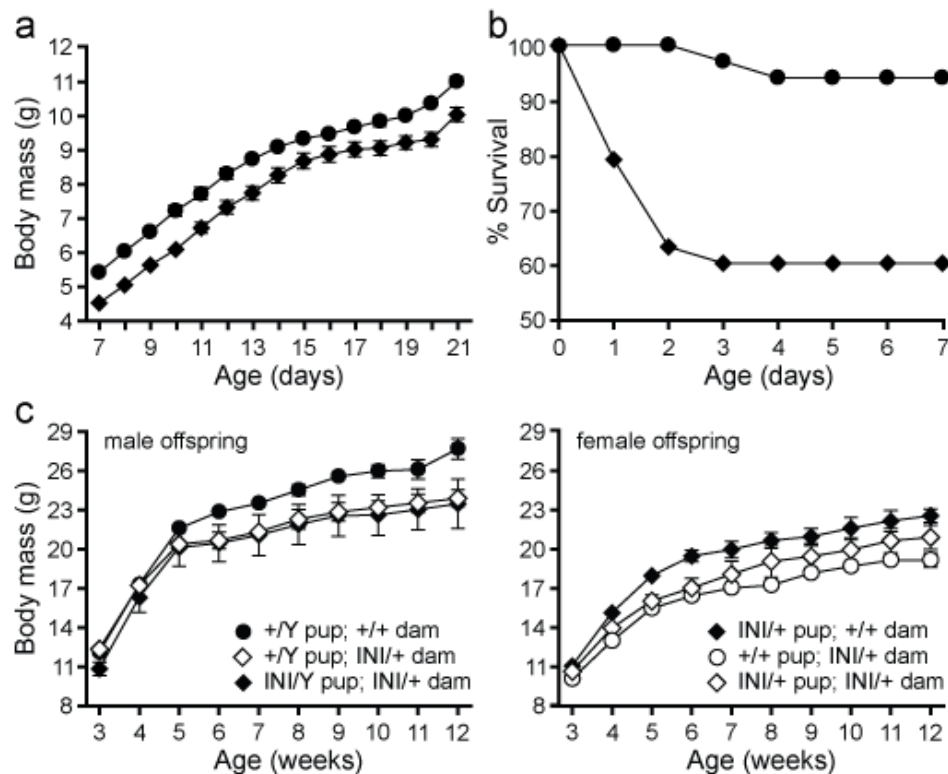 a
12
11
10
9
8
7
6
5
4
Body mass (g)
7 9 11 13 15 17 19 21
Age (days)
b
100
90
80
70
60
50
% Survival
0 1 2 3 4 5 6 7
Age (days)
c
29
26
23
20
17
14
11
8
Body mass (g)
male offspring
+/Y pup; +/+ dam
+/Y pup; INI/+ dam
INI/Y pup; INI/+ dam
3 4 5 6 7 8 9 10 11 12
Age (weeks)
29
26
23
20
17
14
11
8
female offspring
INI/+ pup; +/+ dam
+/+ pup; INI/+ dam
INI/+ pup; INI/+ dam
3 4 5 6 7 8 9 10 11 12
Age (weeks)